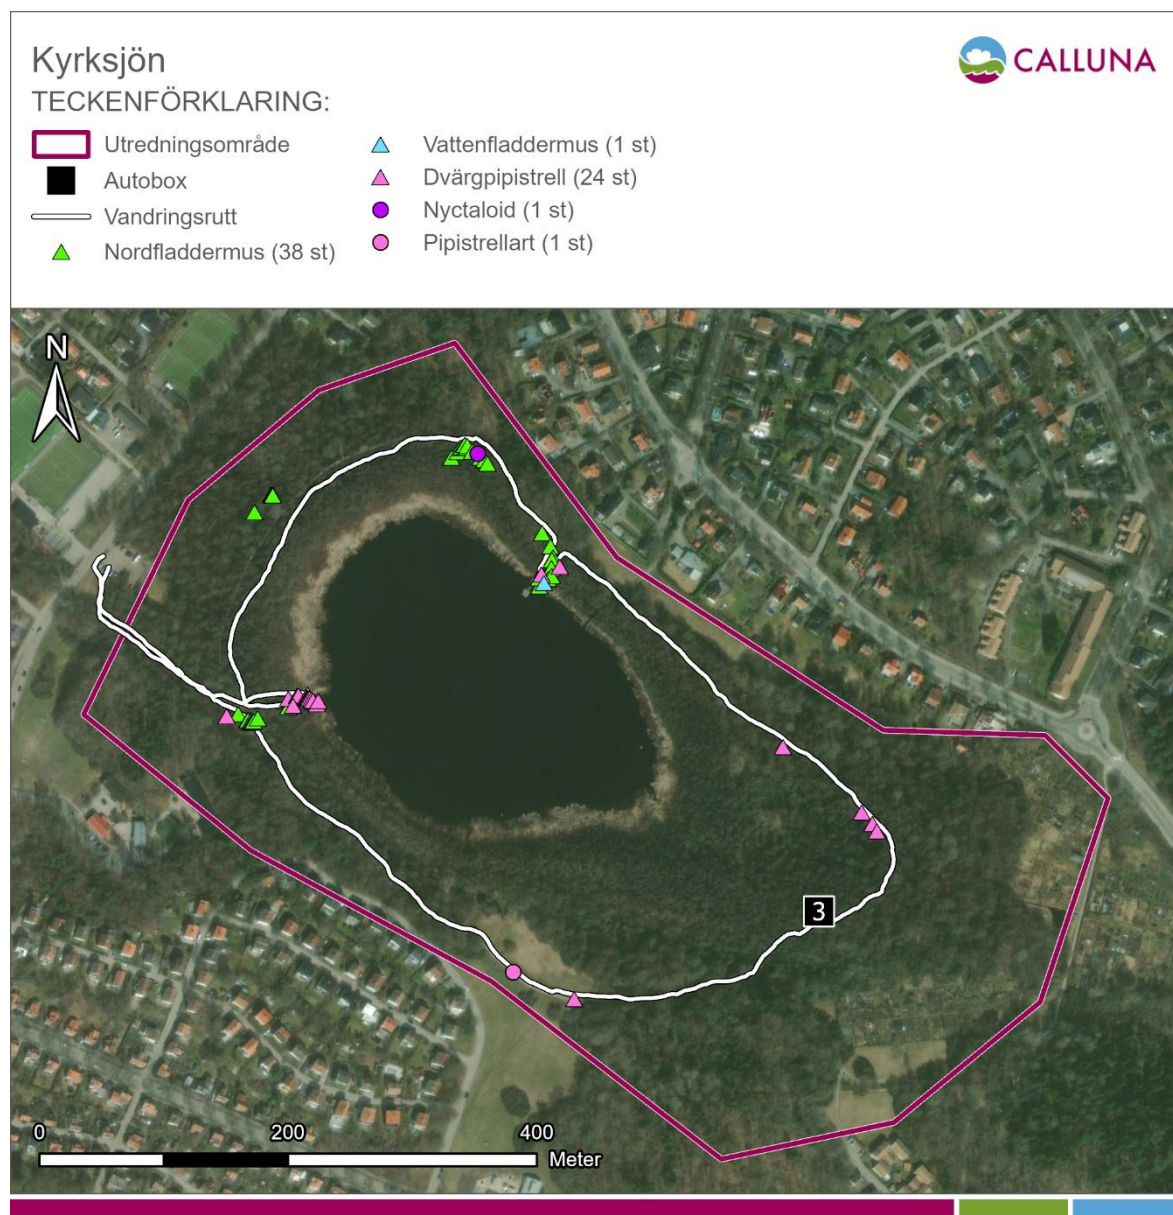 Kyrksjön
CALLUNA
TECKENFÖRKLARING:
Utredningsområde
Autobox
Vandringsrutt
Nordfladdermus (38 st)
Vattenfladdermus (1 st)
Dvärgpipistrell (24 st)
Nyctaloid (1 st)
Pipistrellart (1 st)
N
3
0 200 400
Meter